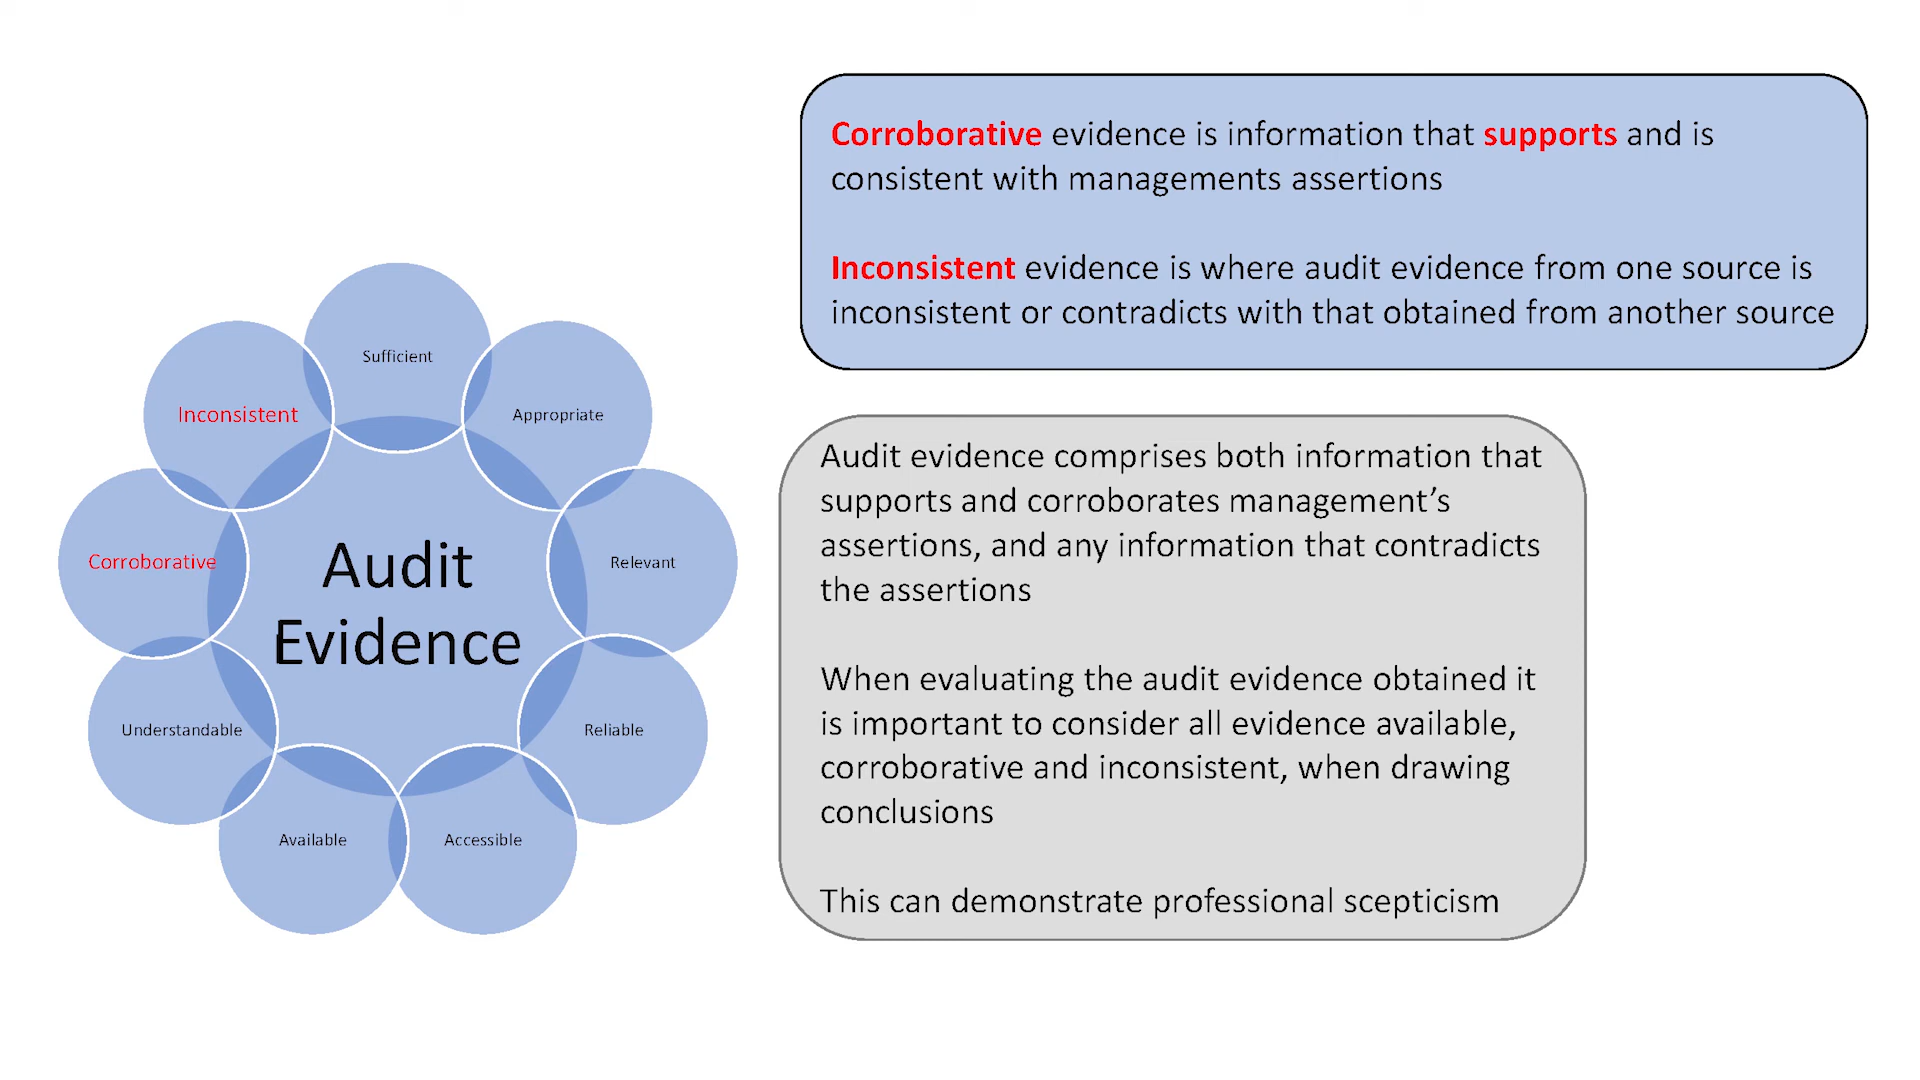 Sufficient
Appropriate
Relevant
Reliable
Accessible
Available
Understandable
Corroborative
Inconsistent
Audit
Evidence
Corroborative evidence is information that supports and is
consistent with managements assertions
Inconsistent evidence is where audit evidence from one source is
inconsistent or contradicts with that obtained from another source
Audit evidence comprises both information that
supports and corroborates management’s
assertions, and any information that contradicts
the assertions
When evaluating the audit evidence obtained it
is important to consider all evidence available,
corroborative and inconsistent, when drawing
conclusions
This can demonstrate professional scepticism